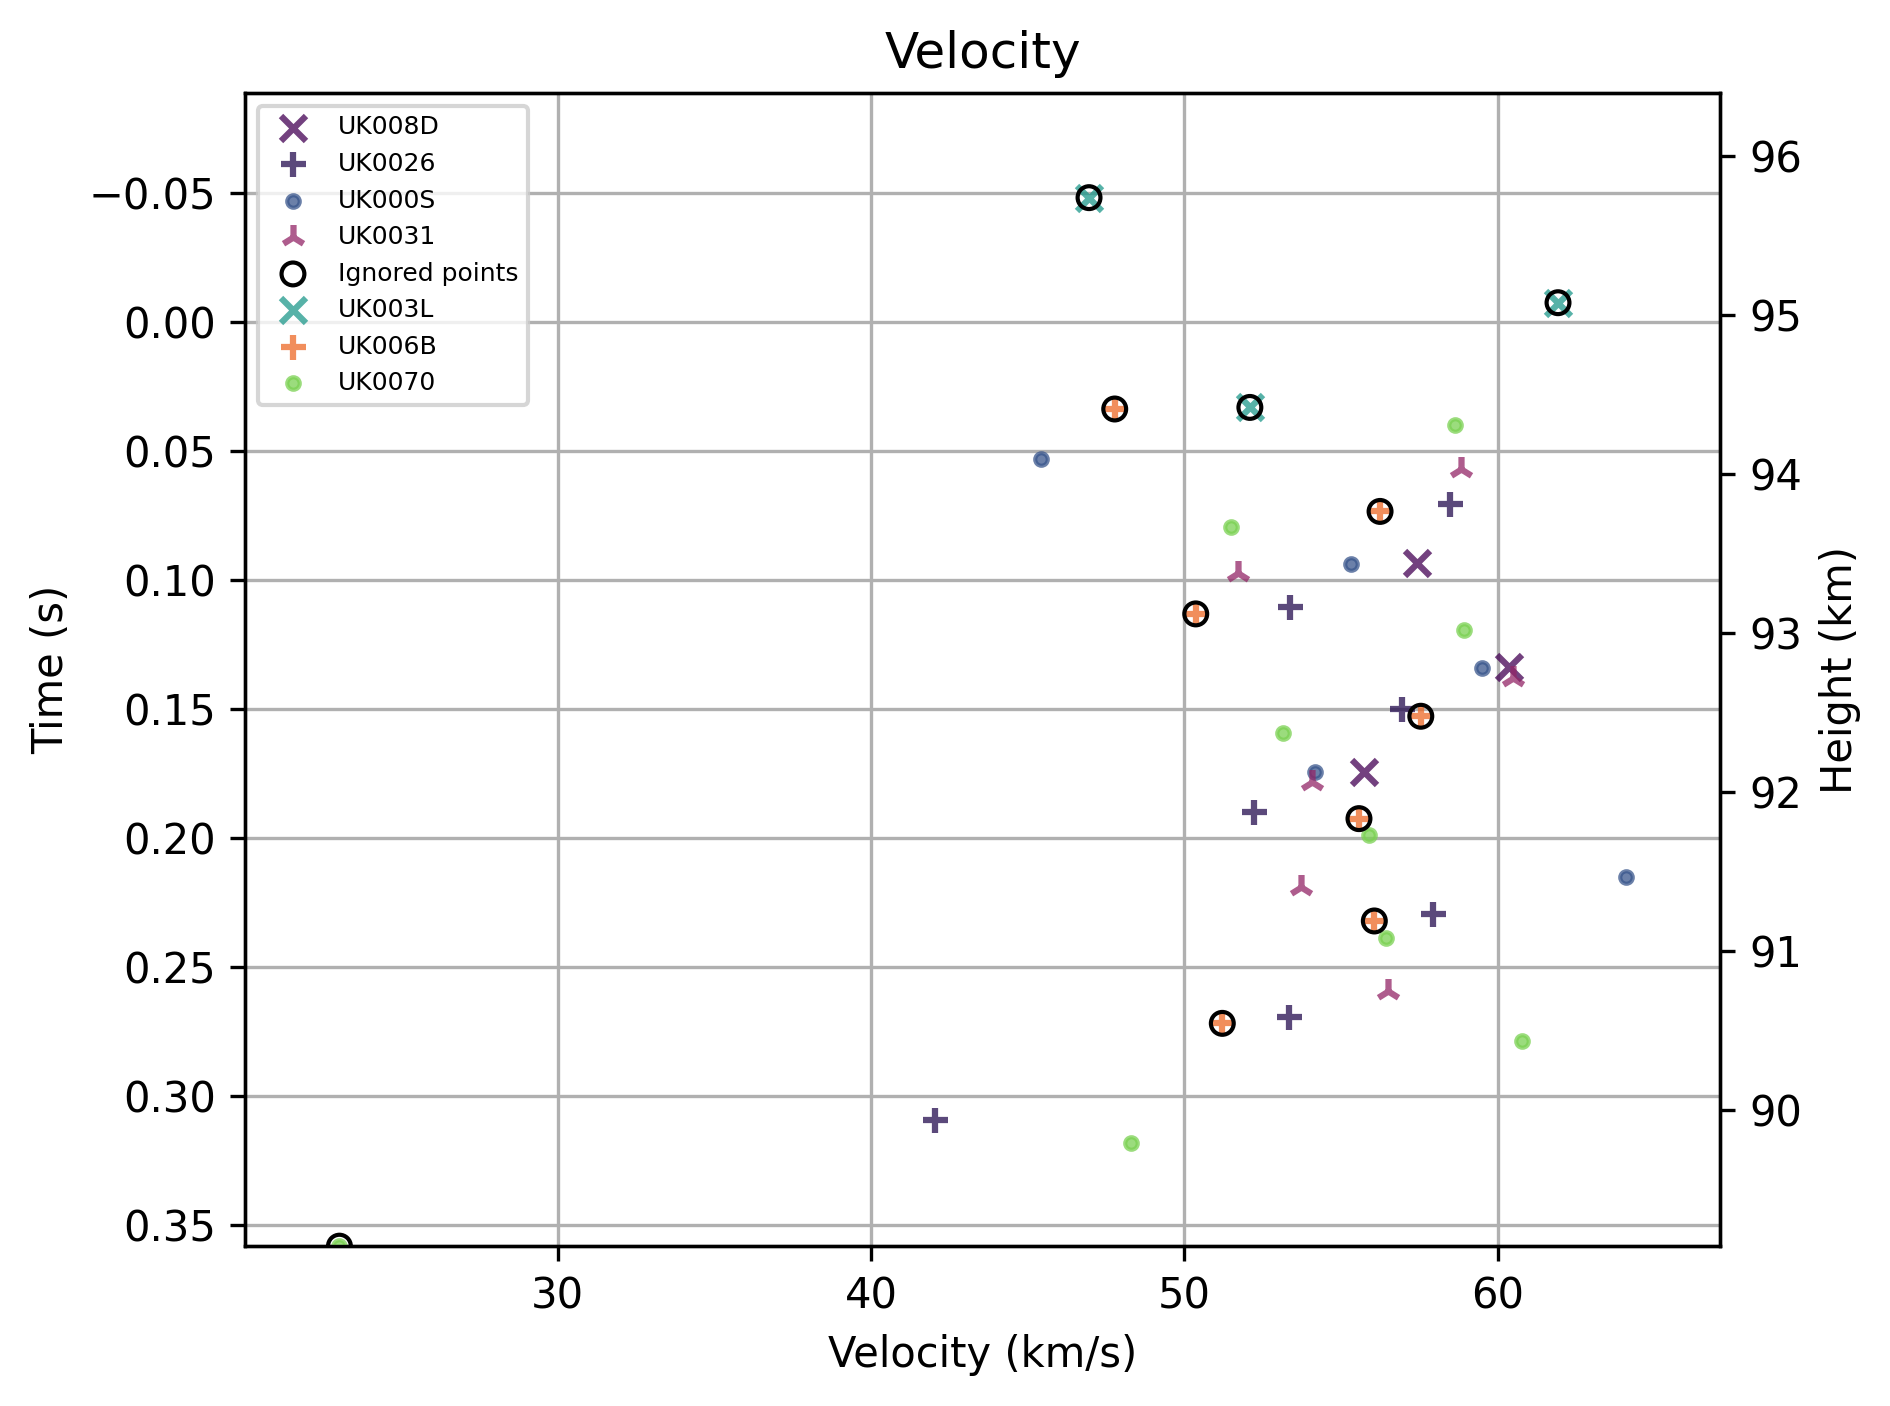 Velocity
UK008D
UK0026
UK000S
UK0031
Ignored points
UK003L
UK006B
UK0070
−0.05
0.00
0.05
0.10
0.15
0.20
0.25
0.30
0.35
Time (s)
96
95
94
93
92
91
90
Height (km)
30 40 50 60
Velocity (km/s)